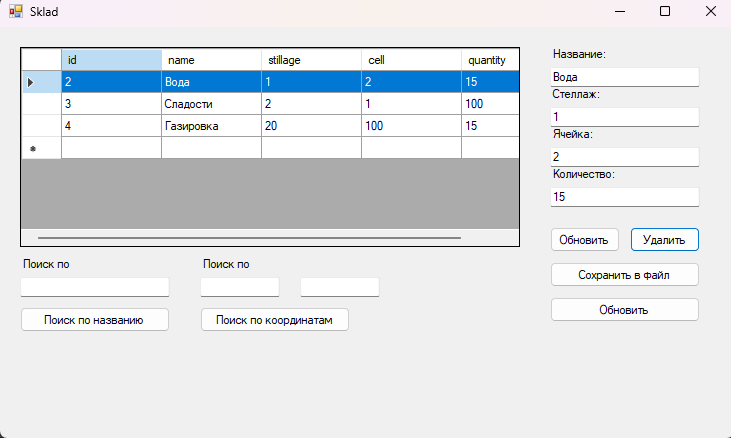 Sklad
id name stillage cell quantity
2 Вода 1 2 15
3 Сладости 2 1 100
4 Газировка 20 100 15
Поиск по
Поиск по
Поиск по названию
Поиск по координатам
Название:
Вода
Стеллаж:
1
Ячейка:
2
Количество:
15
Обновить Удалить
Сохранить в файл
Обновить